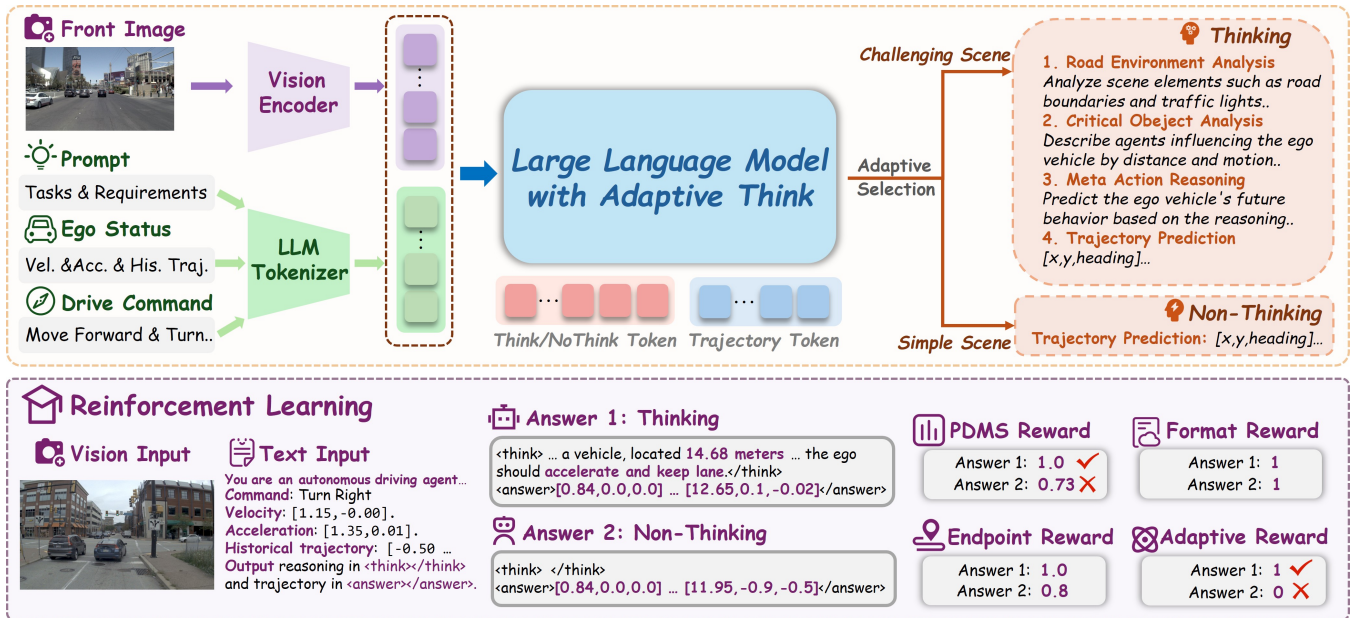 Front Image
Vision
Encoder
Prompt
Tasks & Requirements
Ego Status
Vel. &Acc. & His. Traj.
Drive Command
Move Forward & Turn..
LLM
Tokenizer
Large Language Model
with Adaptive Think
Think/NoThink Token
Trajectory Token
Adaptive
Selection
Challenging Scene
Simple Scene
Thinking
1. Road Environment Analysis
Analyze scene elements such as road
boundaries and traffic lights..
2. Critical Obeject Analysis
Describe agents influencing the ego
vehicle by distance and motion..
3. Meta Action Reasoning
Predict the ego vehicle's future
behavior based on the reasoning..
4. Trajectory Prediction
[x,y,heading]...
Non-Thinking
Trajectory Prediction: [x,y,heading]...
Reinforcement Learning
Vision Input
Text Input
You are an autonomous driving agent...
Command: Turn Right
Velocity: [1.15,-0.00].
Acceleration: [1.35,0.01].
Historical trajectory: [-0.50 ...
Output reasoning in <think></think>
and trajectory in <answer></answer>.
Answer 1: Thinking
<think> ... a vehicle, located 14.68 meters ... the ego
should accelerate and keep lane.</think>
<answer>[0.84,0.0,0.0] ... [12.65,0.1,-0.02]</answer>
Answer 2: Non-Thinking
<think> </think>
<answer>[0.84,0.0,0.0] ... [11.95,-0.9,-0.5]</answer>
PDMS Reward
Answer 1: 1.0
Answer 2: 0.73
Format Reward
Answer 1: 1
Answer 2: 1
Endpoint Reward
Answer 1: 1.0
Answer 2: 0.8
Adaptive Reward
Answer 1: 1
Answer 2: 0